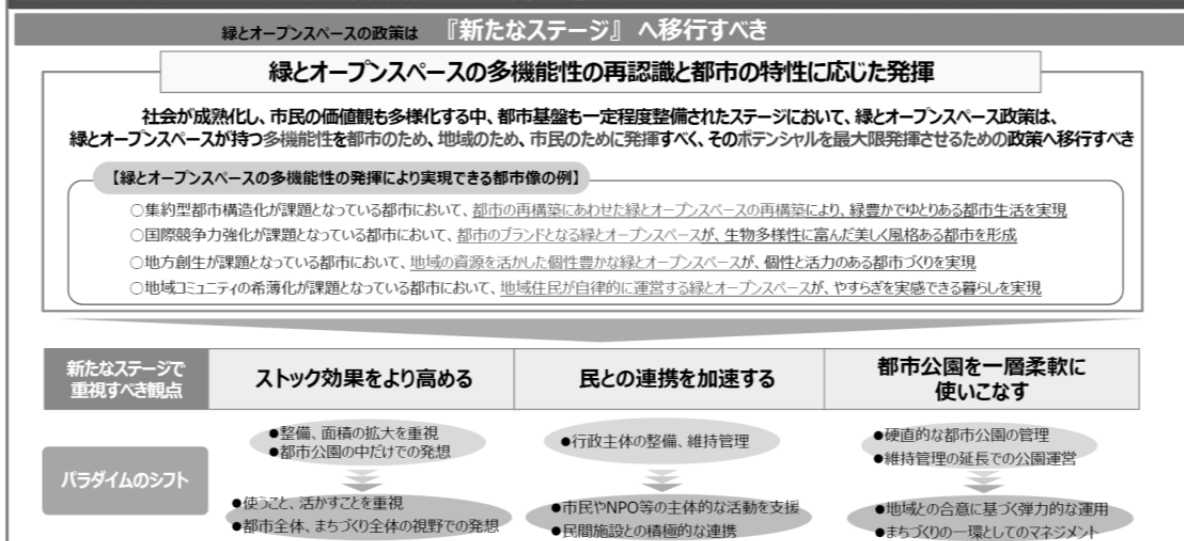 緑とオープンスペースの政策は 『新たなステージ』 へ移行すべき
緑とオープンスペースの多機能性の再認識と都市の特性に応じた発揮
社会が成熟化し、市民の価値観も多様化する中、都市基盤も一定程度整備されたステージにおいて、緑とオープンスペース政策は、
緑とオープンスペースが持つ多機能性を都市のため、地域のため、市民のために発揮すべく、そのポテンシャルを最大限発揮させるための政策へ移行すべき
【緑とオープンスペースの多機能性の発揮により実現できる都市像の例】
○集約型都市構造化が課題となっている都市において、都市の再構築にあわせた緑とオープンスペースの再構築により、緑豊かでゆとりある都市生活を実現
○国際競争力強化が課題となっている都市において、都市のブランドとなる緑とオープンスペースが、生物多様性に富んだ美しく風格ある都市を形成
○地方創生が課題となっている都市において、地域の資源を活かした個性豊かな緑とオープンスペースが、個性と活力のある都市づくりを実現
○地域コミュニティの希薄化が課題となっている都市において、地域住民が自律的に運営する緑とオープンスペースが、やすらぎを実感できる暮らしを実現
新たなステージで
重視すべき観点
ストック効果をより高める
民との連携を加速する
都市公園を一層柔軟に
使いこなす
パラダイムのシフト
●整備、面積の拡大を重視
●都市公園の中だけでの発想
●使うこと、活かすことを重視
●都市全体、まちづくり全体の視野での発想
●行政主体の整備、維持管理
●市民やNPO等の主体的な活動を支援
●民間施設との積極的な連携
●硬直的な都市公園の管理
●維持管理の延長での公園運営
●地域との合意に基づく弾力的な運用
●まちづくりの一環としてのマネジメント